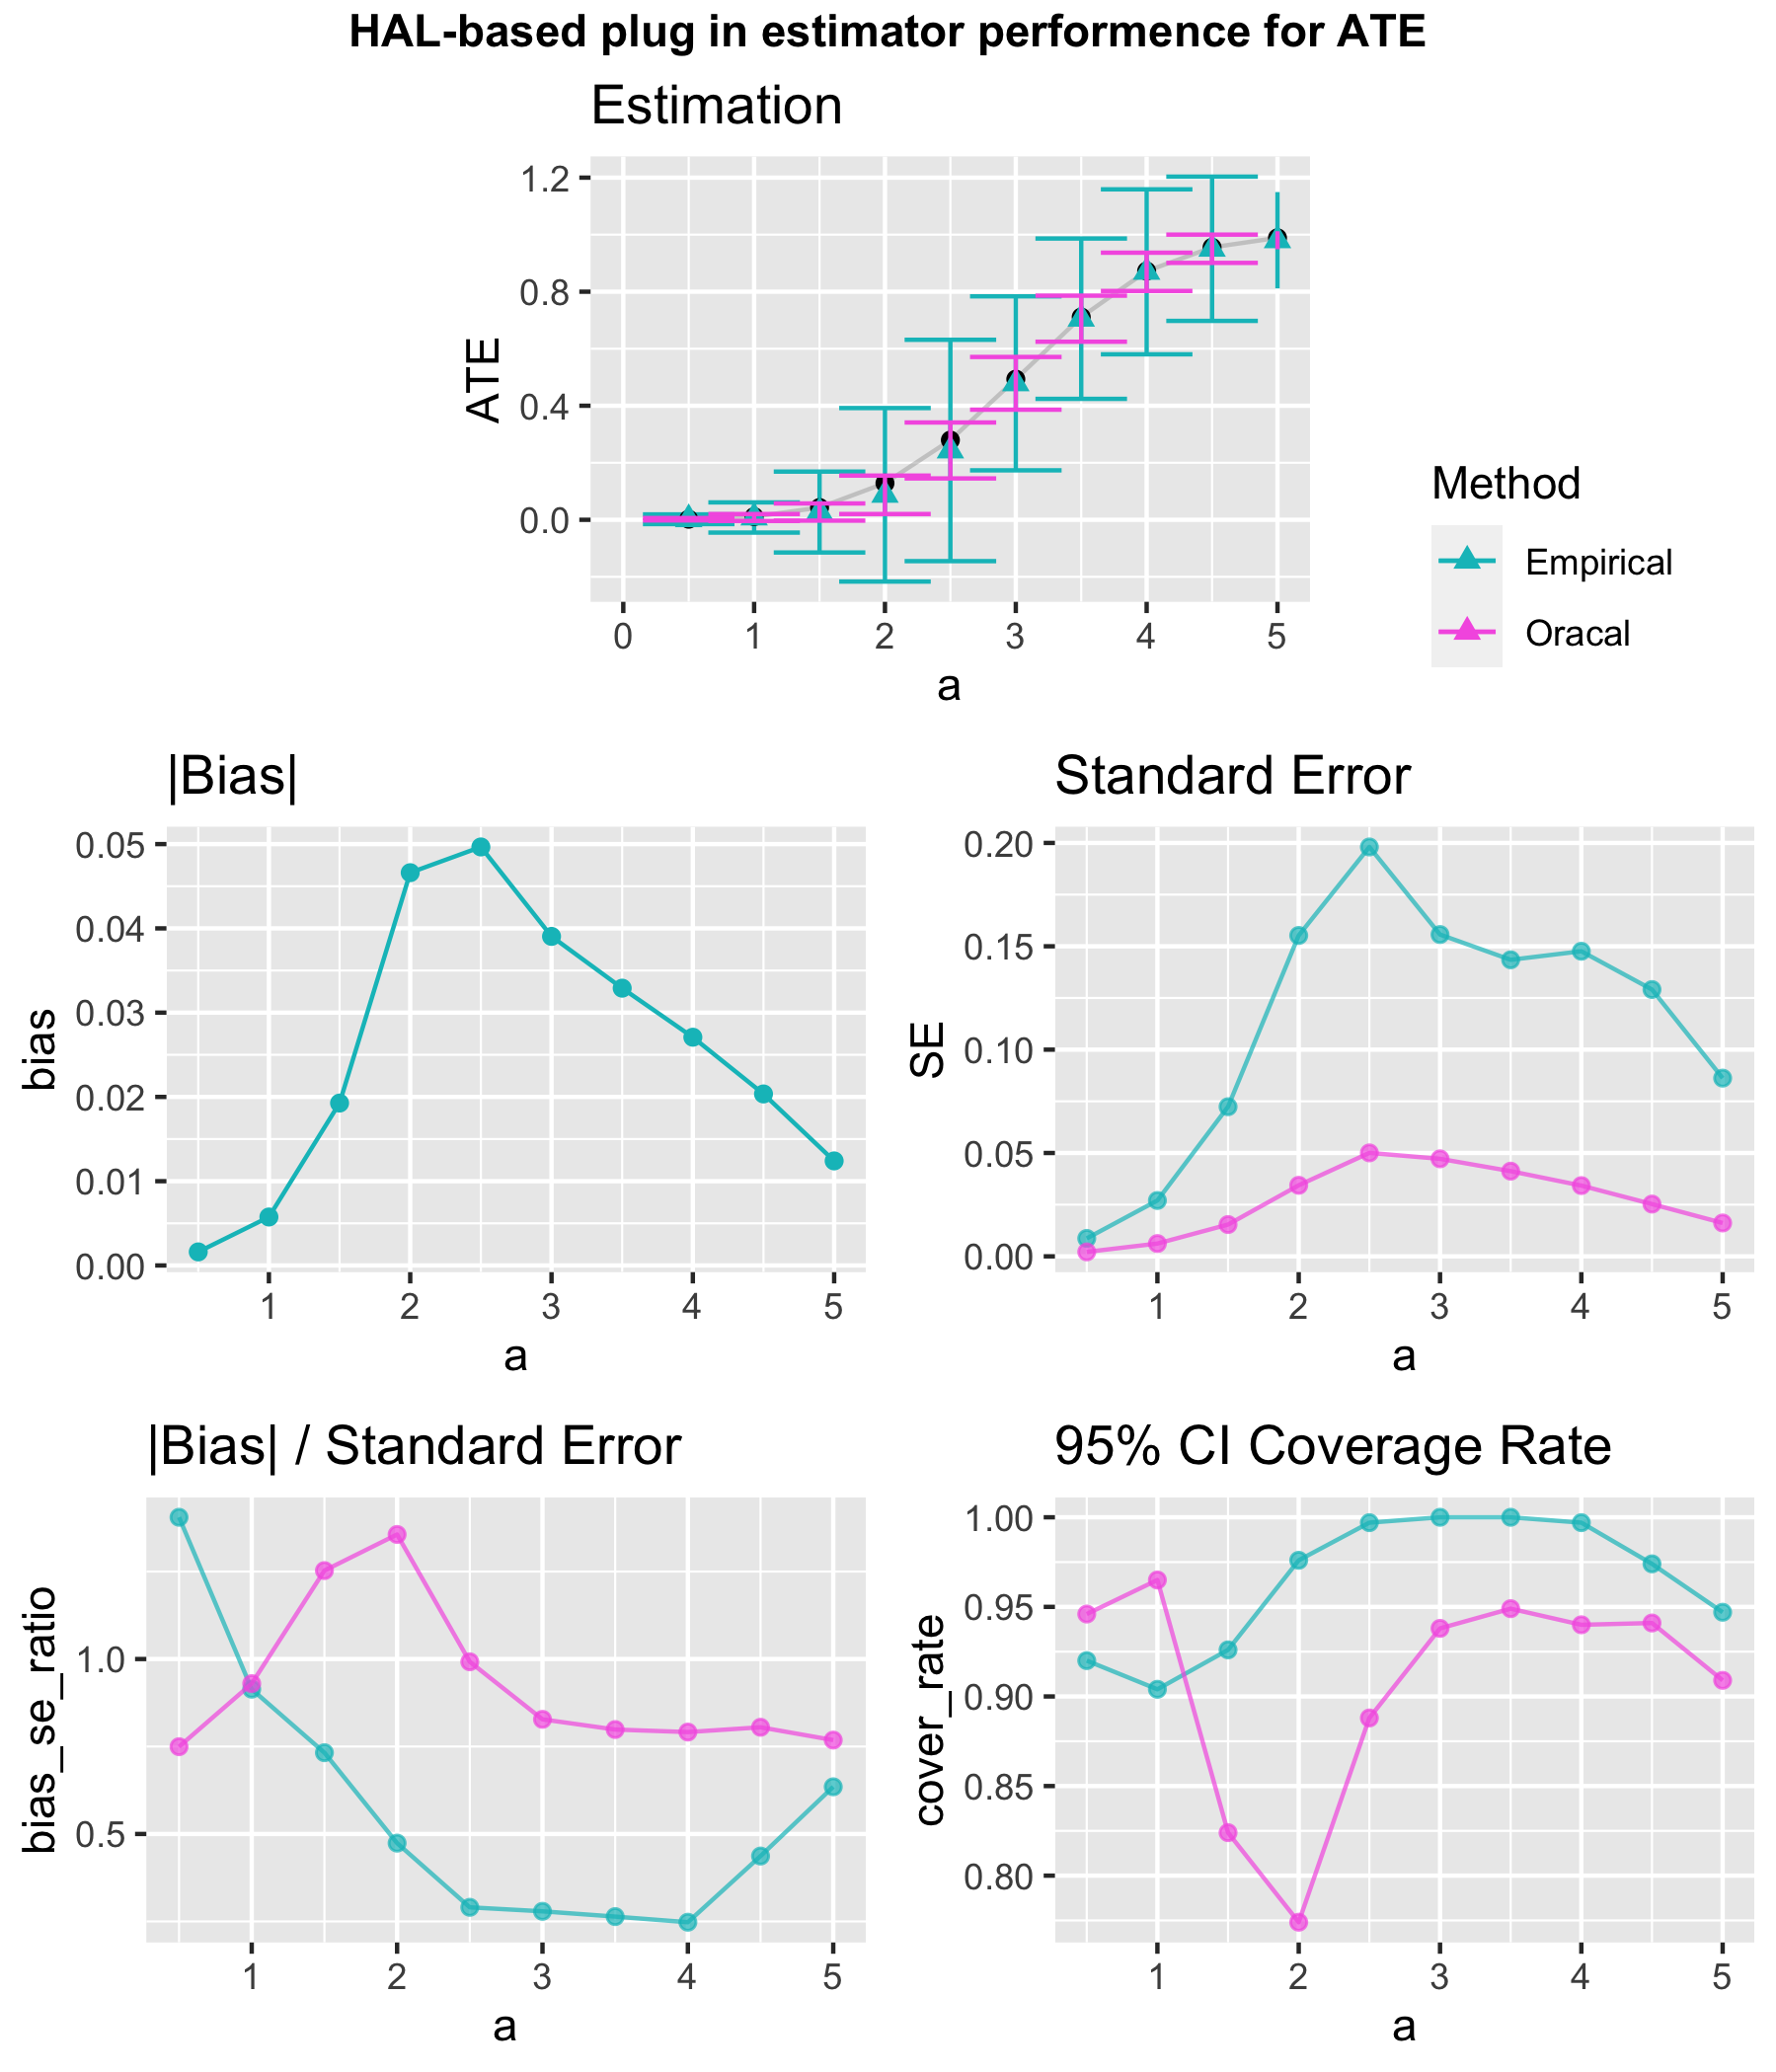 HAL-based plug in estimator performence for ATE
Estimation
1.2
0.8
0.4
0.0
ATE
0 1 2 3 4 5
a
Method
Empirical
Oracal
|Bias|
0.05
0.04
0.03
0.02
0.01
0.00
bias
1 2 3 4 5
a
Standard Error
0.20
0.15
0.10
0.05
0.00
SE
1 2 3 4 5
a
|Bias| / Standard Error
1.0
0.5
bias_se_ratio
1 2 3 4 5
a
95% CI Coverage Rate
1.00
0.95
0.90
0.85
0.80
cover_rate
1 2 3 4 5
a